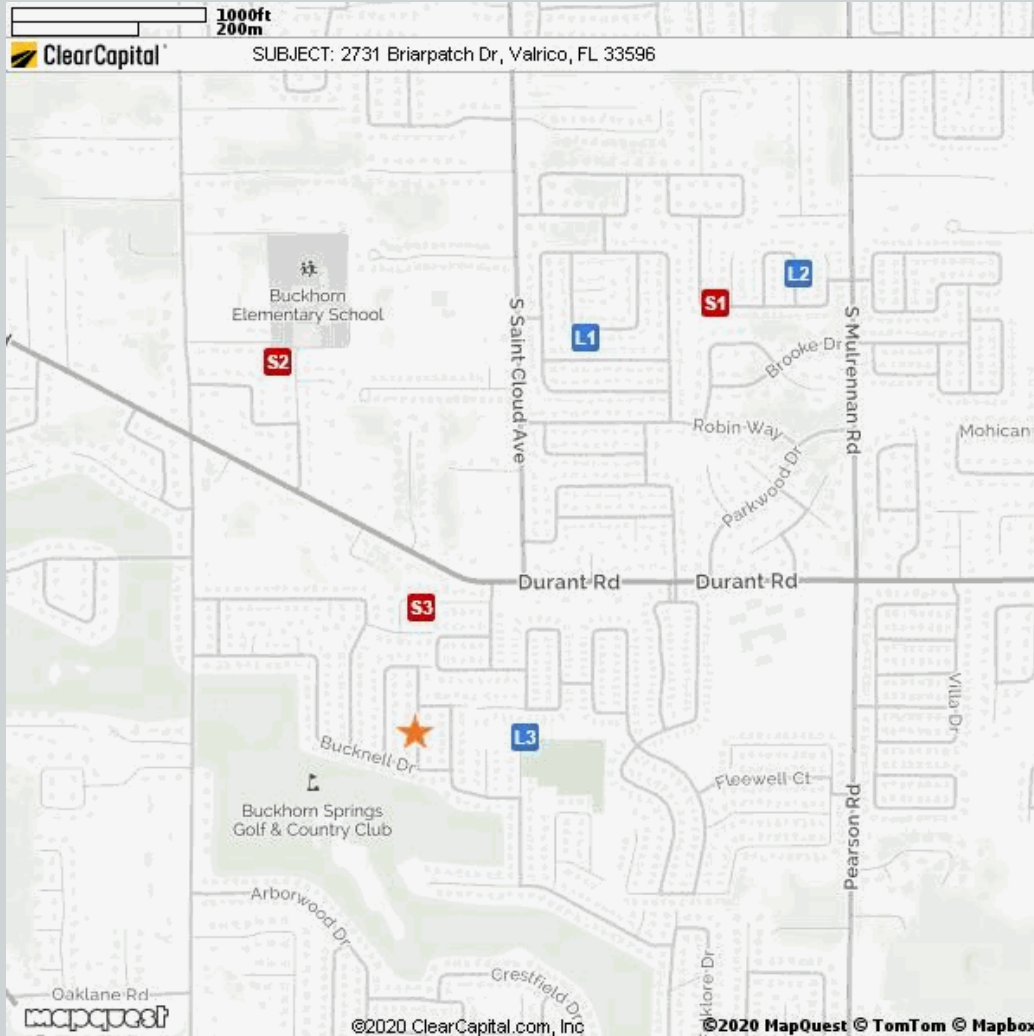 1000ft
200m
ClearCapital
SUBJECT: 2731 Briarpatch Dr, Valrico, FL 33596
L2
S1
Buckhorn
Elementary School
S Saint Cloud Ave
L1
S Mulrennan Rd
Brooke Dr
S2
Robin Way
Mohican
Parkwood Dr
Durant Rd
Durant Rd
S3
Villa Dr
L3
Bucknell Dr
Fleewell Ct
Buckhorn Springs
Golf & Country Club
Pearson Rd
Arborwood Dr
Crestfield Dr
klore Dr
Oaklane Rd
mapquest
©2020 ClearCapital.com, Inc
©2020 MapQuest © TomTom © Mapbox